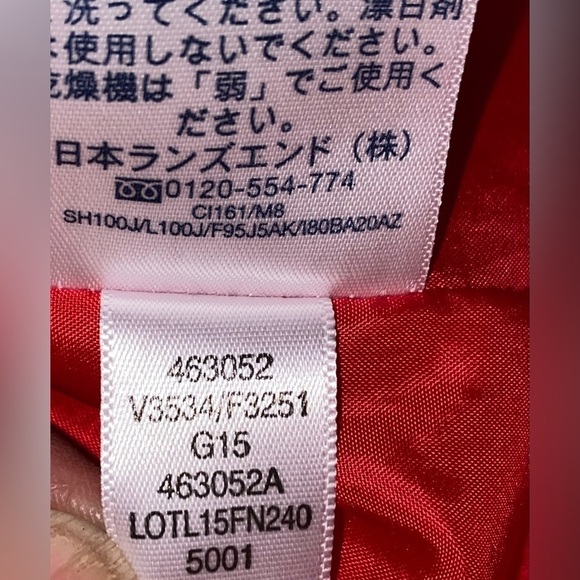 洗ってください。漂白剤
使用しないでください。
乾燥機は「弱」でご使用く
ださい。
日本ランズエンド（株）
0120-554-774
CI161/M8
SH100J/L100J/F95J5AK/I80BA20AZ
463052
V3534/F3251
G15
463052A
LOTL15FN240
5001